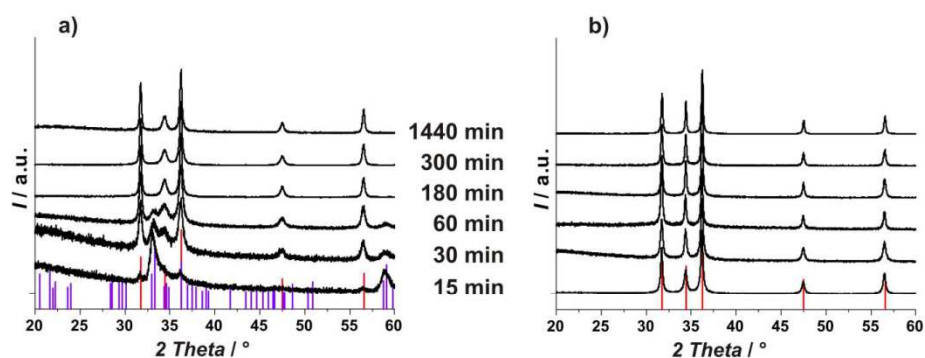 a)
b)
I / a.u.
1440 min
300 min
180 min
60 min
30 min
15 min
I / a.u.
20 25 30 35 40 45 50 55 60
2 Theta / °
20 25 30 35 40 45 50 55 60
2 Theta / °